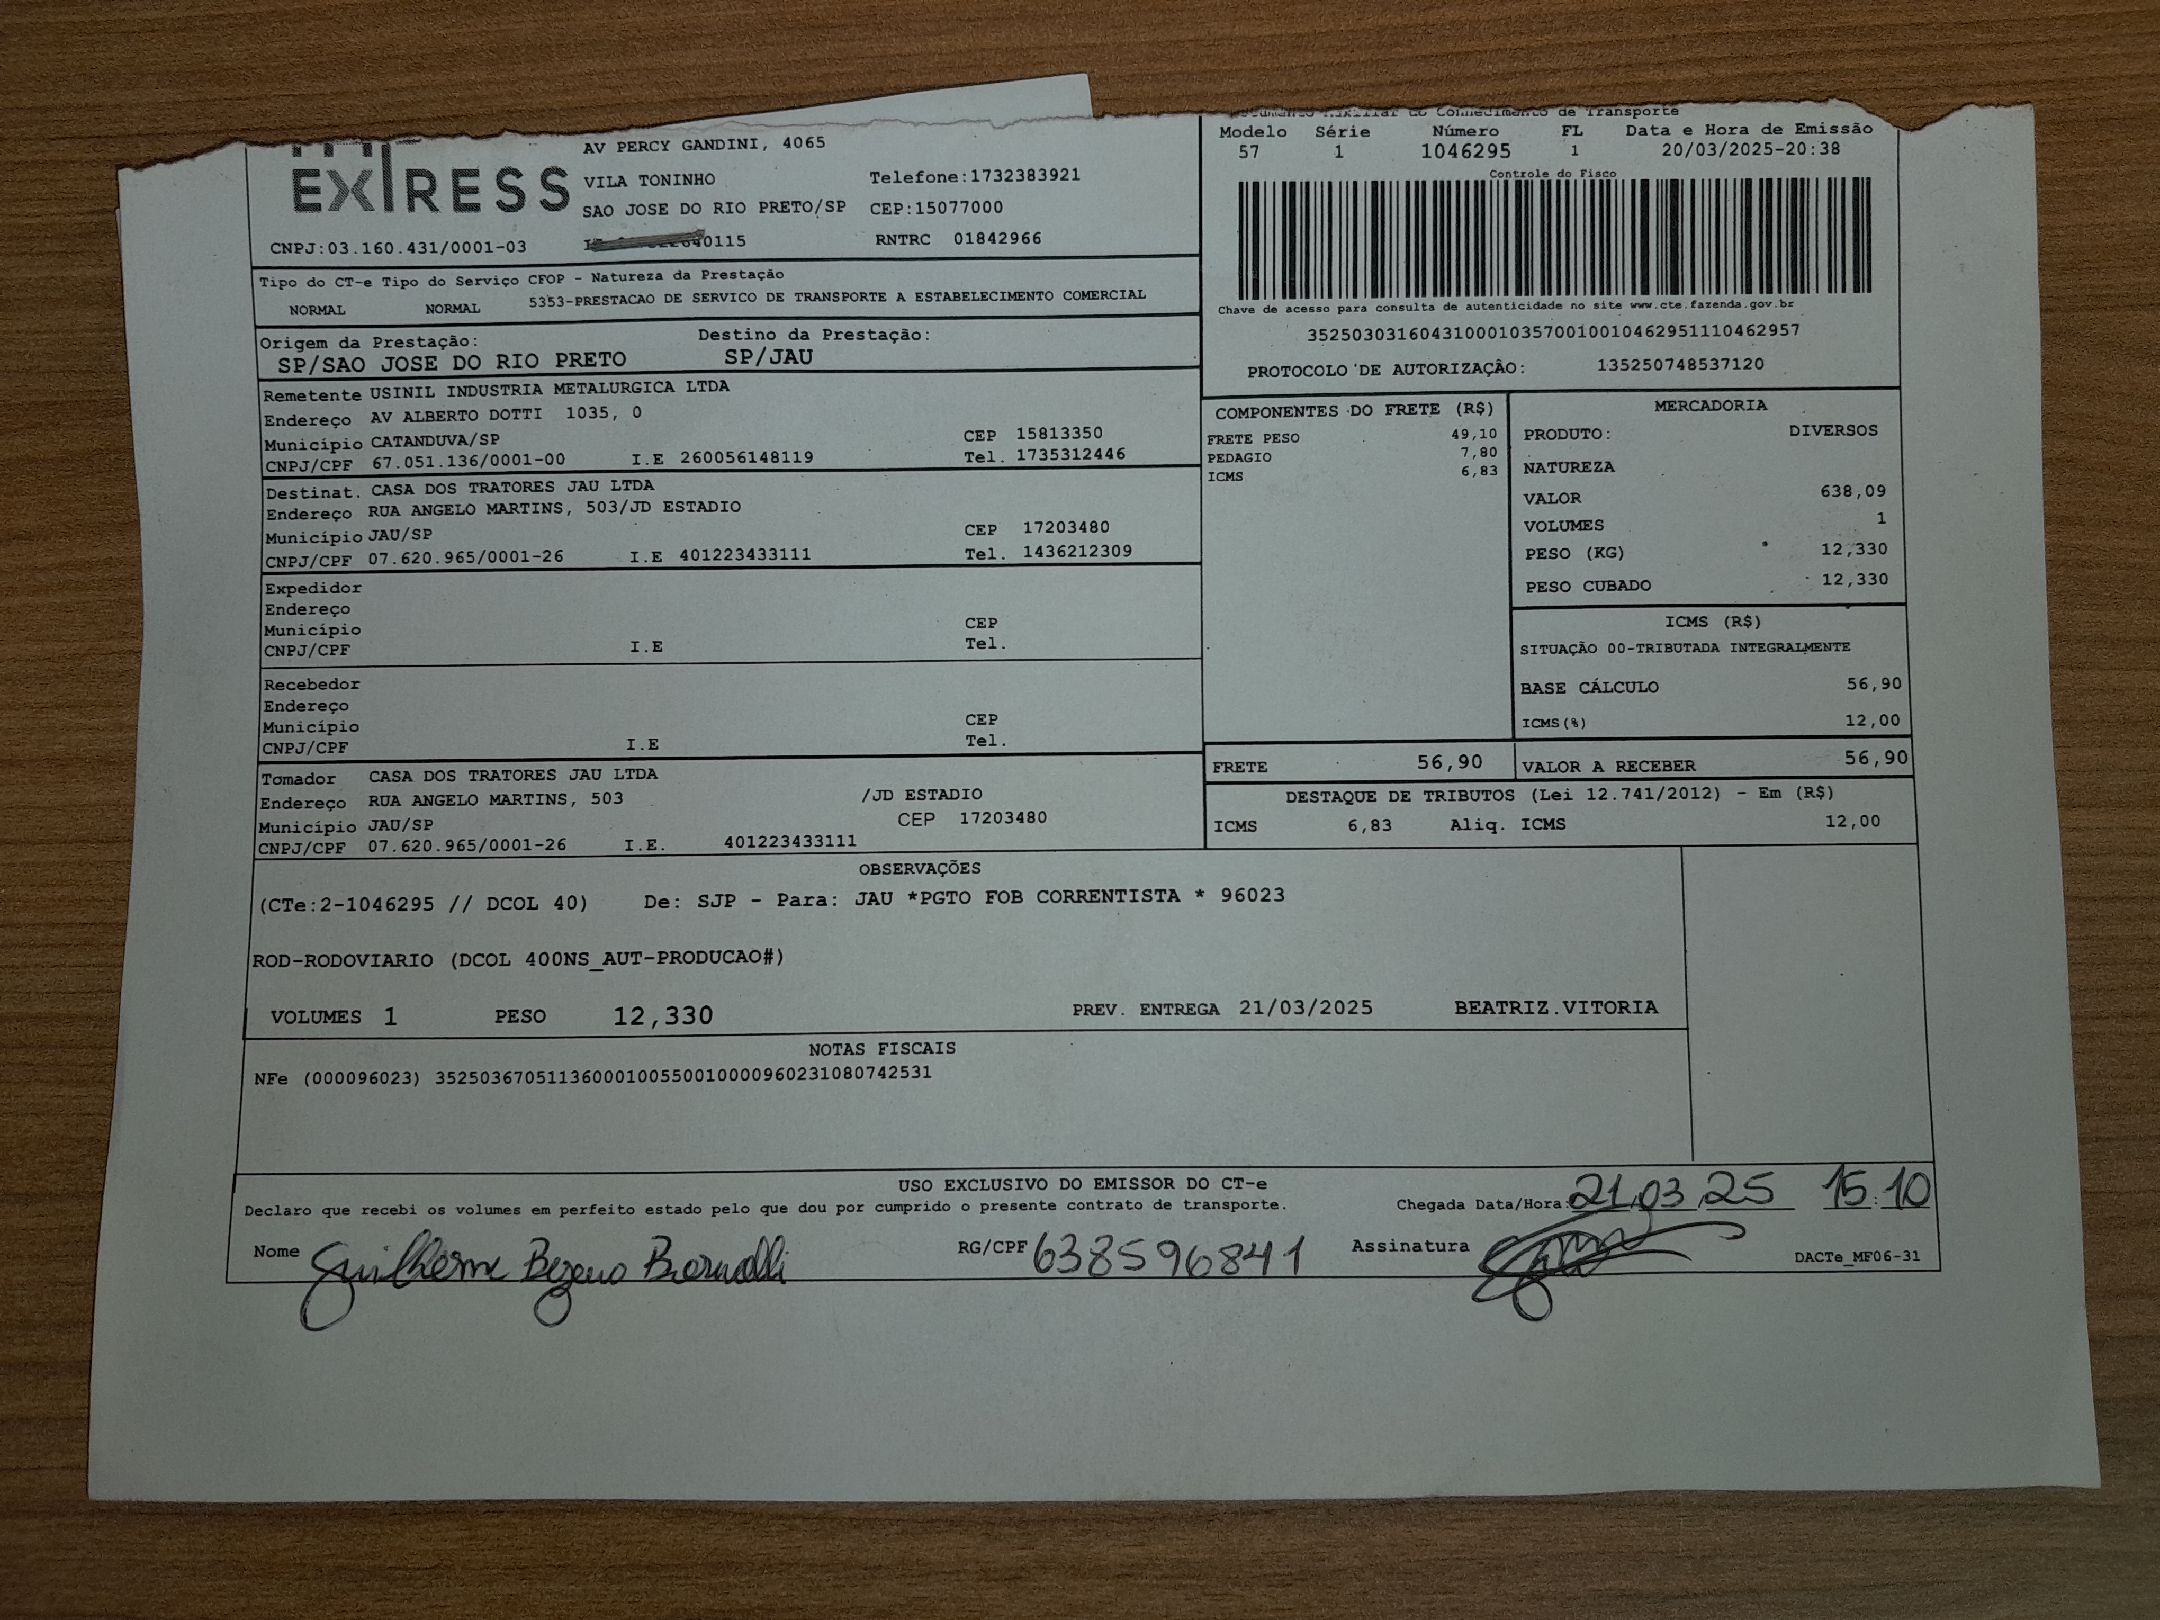 Conhecimento de Transporte
EXPRESS
AV PERCY GANDINI, 4065
VILA TONINHO Telefone:1732383921
SAO JOSE DO RIO PRETO/SP CEP:15077000
CNPJ:03.160.431/0001-03 0115 RNTRC 01842966
Modelo Série Número FL Data e Hora de Emissão
57 1 1046295 1 20/03/2025-20:38
Controle do Fisco
Chave de acesso para consulta de autenticidade no site www.cte.fazenda.gov.br
35250303160431000103570010010462951110462957
PROTOCOLO DE AUTORIZAÇÃO: 135250748537120
Tipo do CT-e Tipo do Serviço CFOP - Natureza da Prestação
NORMAL NORMAL 5353-PRESTACAO DE SERVICO DE TRANSPORTE A ESTABELECIMENTO COMERCIAL
Origem da Prestação: Destino da Prestação:
SP/SAO JOSE DO RIO PRETO SP/JAU
Remetente USINIL INDUSTRIA METALURGICA LTDA
Endereço AV ALBERTO DOTTI 1035, 0
Município CATANDUVA/SP CEP 15813350
CNPJ/CPF 67.051.136/0001-00 I.E 260056148119 Tel. 1735312446
Destinat. CASA DOS TRATORES JAU LTDA
Endereço RUA ANGELO MARTINS, 503/JD ESTADIO
Município JAU/SP CEP 17203480
CNPJ/CPF 07.620.965/0001-26 I.E 401223433111 Tel. 1436212309
Expedidor
Endereço
Município CEP
CNPJ/CPF I.E Tel.
Recebedor
Endereço
Município CEP
CNPJ/CPF I.E Tel.
Tomador CASA DOS TRATORES JAU LTDA
Endereço RUA ANGELO MARTINS, 503 /JD ESTADIO
Município JAU/SP CEP 17203480
CNPJ/CPF 07.620.965/0001-26 I.E. 401223433111
COMPONENTES DO FRETE (R$)
FRETE PESO 49,10
PEDAGIO 7,80
ICMS 6,83
MERCADORIA
PRODUTO: DIVERSOS
NATUREZA
VALOR 638,09
VOLUMES 1
PESO (KG) 12,330
PESO CUBADO 12,330
ICMS (R$)
SITUAÇÃO 00-TRIBUTADA INTEGRALMENTE
BASE CÁLCULO 56,90
ICMS(%) 12,00
FRETE 56,90 VALOR A RECEBER 56,90
DESTAQUE DE TRIBUTOS (Lei 12.741/2012) - Em (R$)
ICMS 6,83 Aliq. ICMS 12,00
OBSERVAÇÕES
(CTe:2-1046295 // DCOL 40) De: SJP - Para: JAU *PGTO FOB CORRENTISTA * 96023
ROD-RODOVIARIO (DCOL 400NS_AUT-PRODUCAO#)
VOLUMES 1 PESO 12,330 PREV. ENTREGA 21/03/2025 BEATRIZ.VITORIA
NOTAS FISCAIS
NFe (000096023) 35250367051136000100550010000960231080742531
USO EXCLUSIVO DO EMISSOR DO CT-e
Declaro que recebi os volumes em perfeito estado pelo que dou por cumprido o presente contrato de transporte. Chegada Data/Hora: 21.03.25 15:10
Nome Guilherme RG/CPF 638596841 Assinatura DACTe_MF06-31